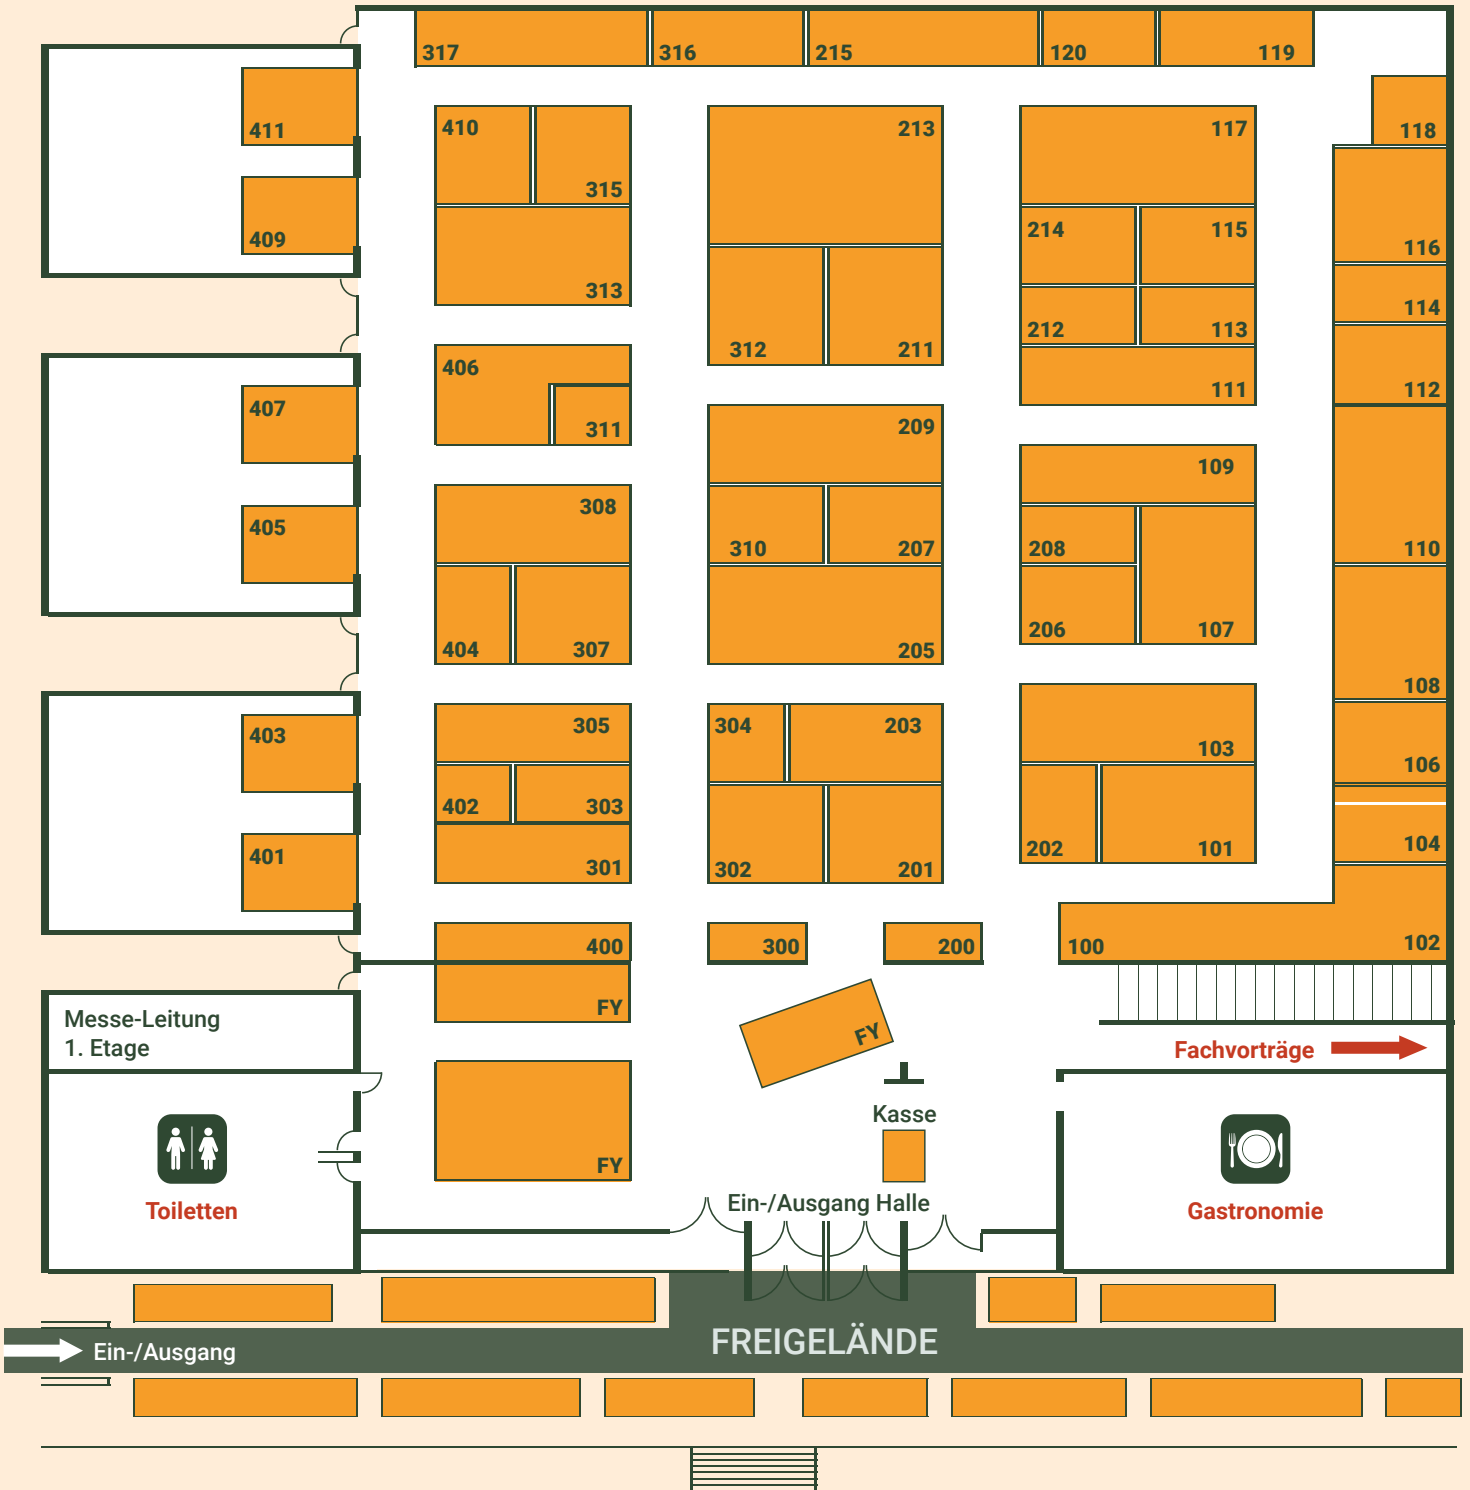 317 316 215 120 119
118
411 410 213 117
315
409 214 115 116
313
114
212 113
312 211
406 112 111
407
311 209
109
308
405 310 207 208 110
404 307 205 206 107
108
403 305 304 203
103
106
402 303
401 301 302 201 202 101 104
400 300 200 100 102
FY
Messe-Leitung
1. Etage
FY
Fachvorträge
Kasse
FY
Toiletten
Ein-/Ausgang Halle
Gastronomie
FREIGELÄNDE
Ein-/Ausgang